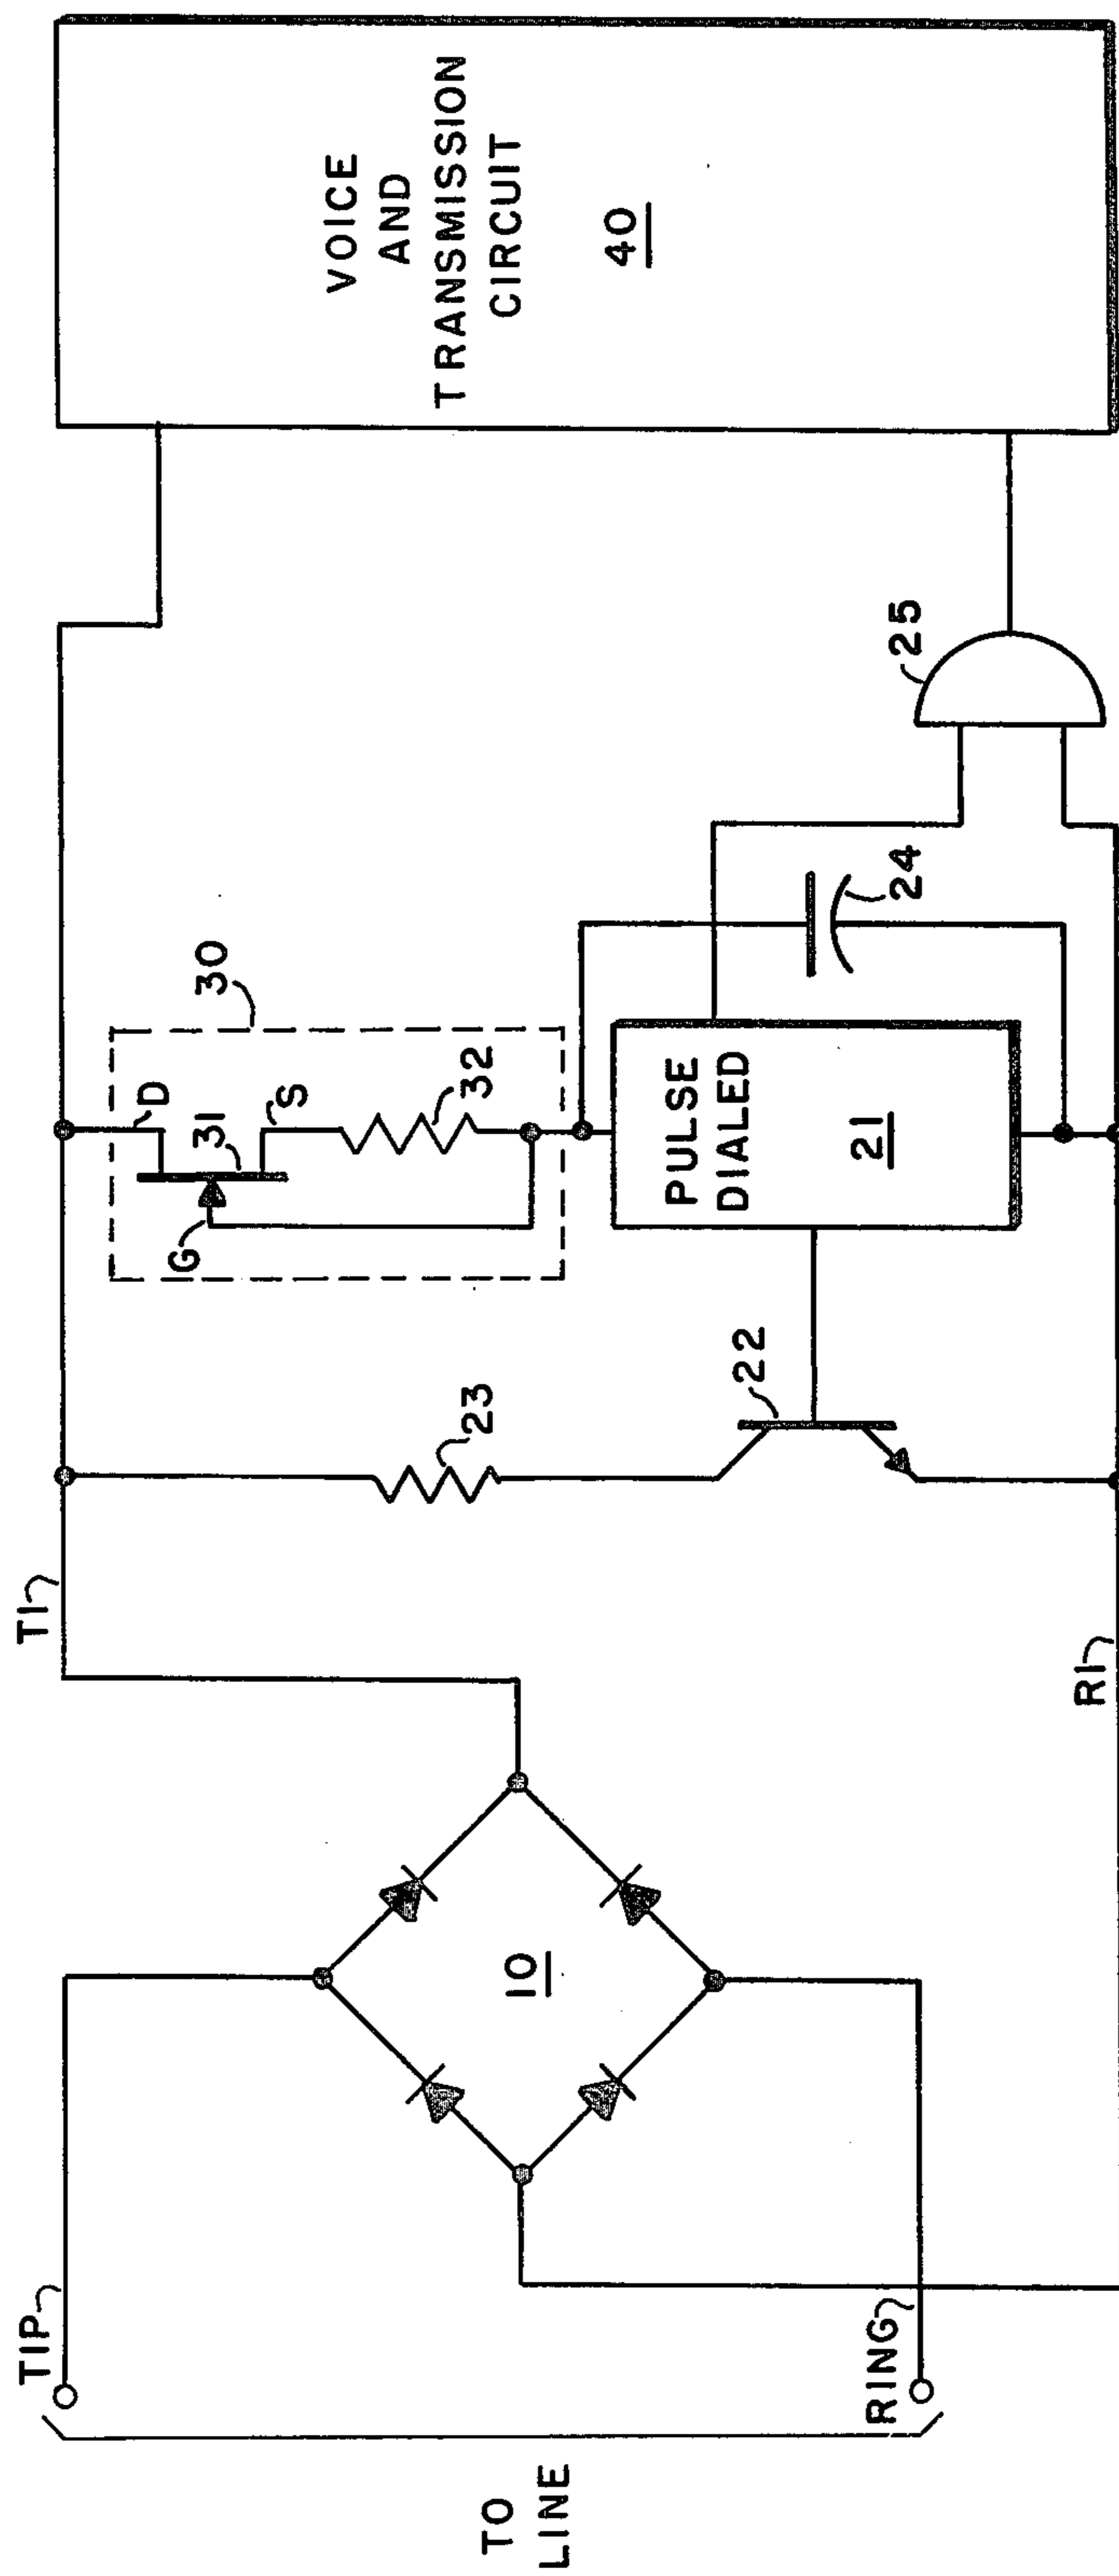 TO
LINE
TIP
RING
10
T1
R1
23
22
30
D
G
31
S
32
PULSE
DIALED
21
24
25
VOICE
AND
TRANSMISSION
CIRCUIT
40